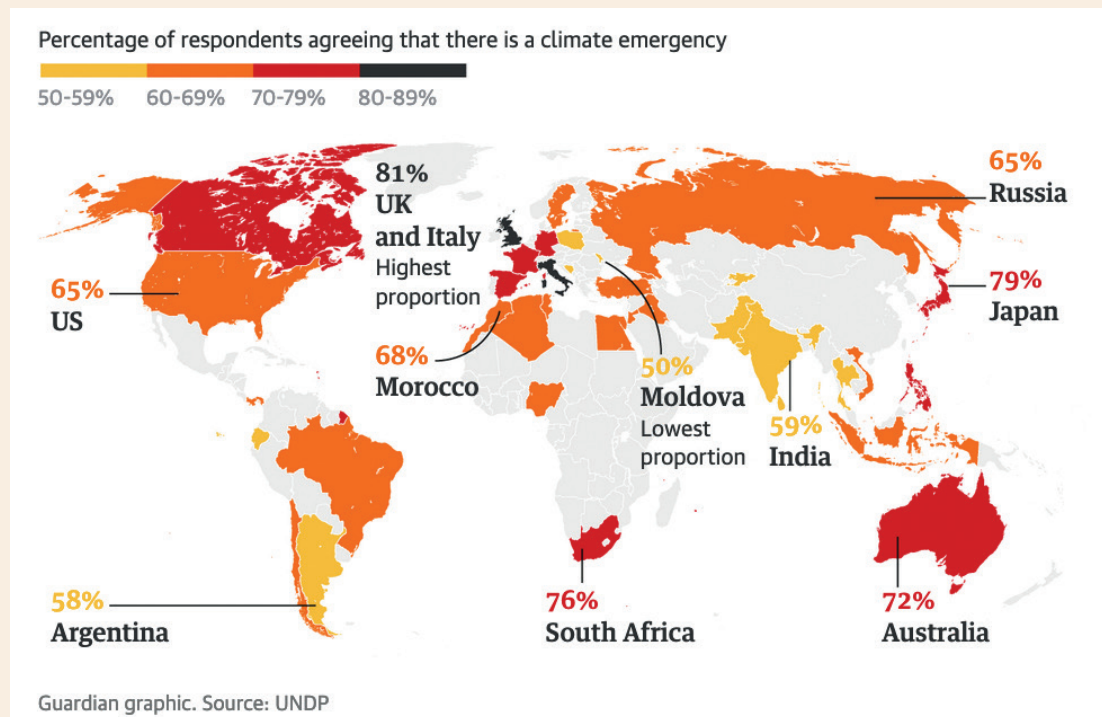 Percentage of respondents agreeing that there is a climate emergency
50-59% 60-69% 70-79% 80-89%
81%
UK
and Italy
Highest
proportion
65%
Russia
65%
US
79%
Japan
68%
Morocco
50%
Moldova
Lowest
proportion
59%
India
58%
Argentina
76%
South Africa
72%
Australia
Guardian graphic. Source: UNDP